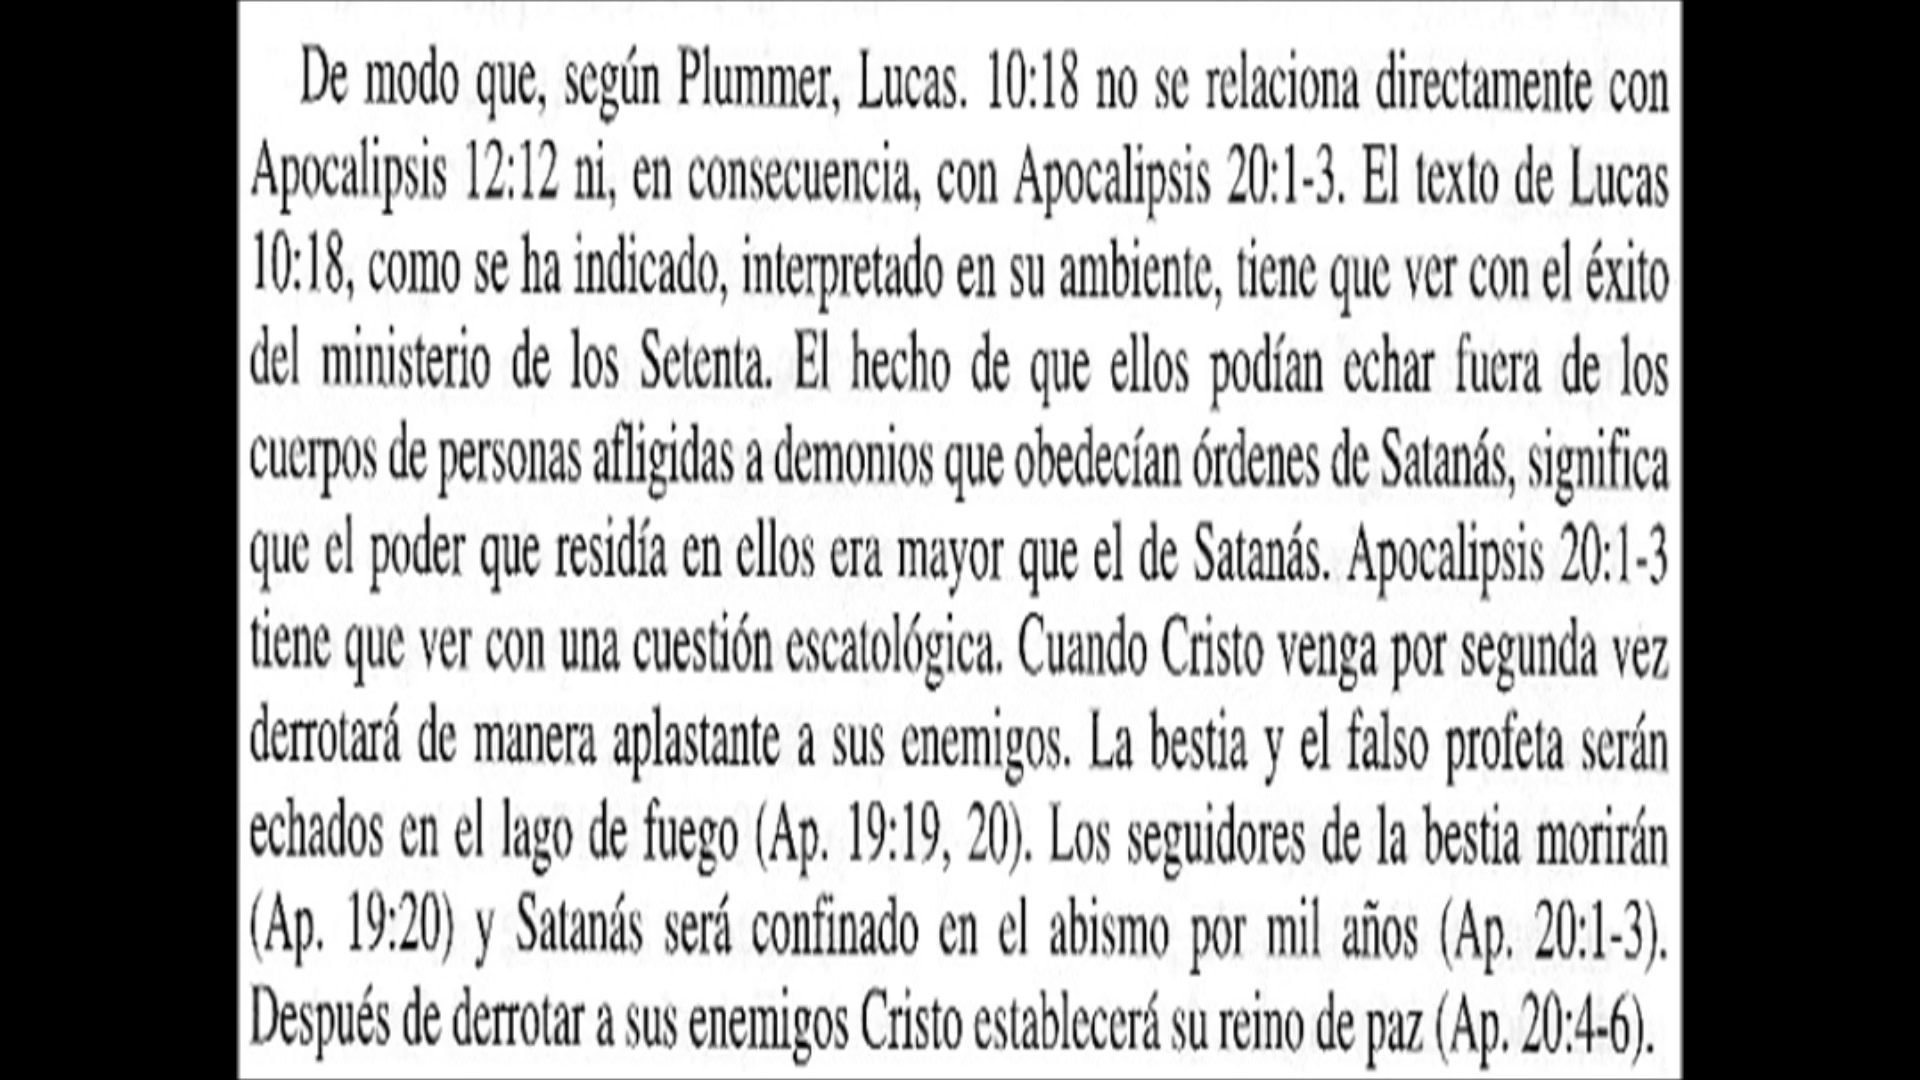 De modo que, según Plummer, Lucas. 10:18 no se relaciona directamente con
Apocalipsis 12:12 ni, en consecuencia, con Apocalipsis 20:1-3. El texto de Lucas
10:18, como se ha indicado, interpretado en su ambiente, tiene que ver con el éxito
del ministerio de los Setenta. El hecho de que ellos podían echar fuera de los
cuerpos de personas afligidas a demonios que obedecían órdenes de Satanás, significa
que el poder que residía en ellos era mayor que el de Satanás. Apocalipsis 20:1-3
tiene que ver con una cuestión escatológica. Cuando Cristo venga por segunda vez
derrotará de manera aplastante a sus enemigos. La bestia y el falso profeta serán
echados en el lago de fuego (Ap. 19:19, 20). Los seguidores de la bestia morirán
(Ap. 19:20) y Satanás será confinado en el abismo por mil años (Ap. 20:1-3).
Después de derrotar a sus enemigos Cristo establecerá su reino de paz (Ap. 20:4-6).